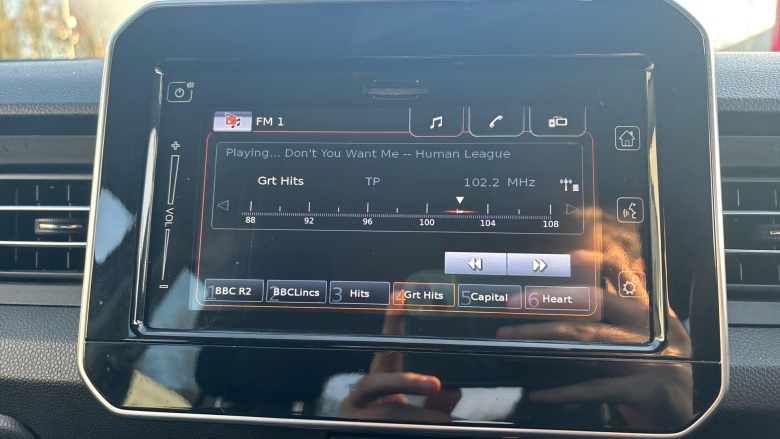 FM 1
Playing... Don't You Want Me -- Human League
Grt Hits TP 102.2 MHz
88 92 96 100 104 108
VOL
1 BBC R2 2 BBCLincs 3 Hits 4 Grt Hits 5 Capital 6 Heart